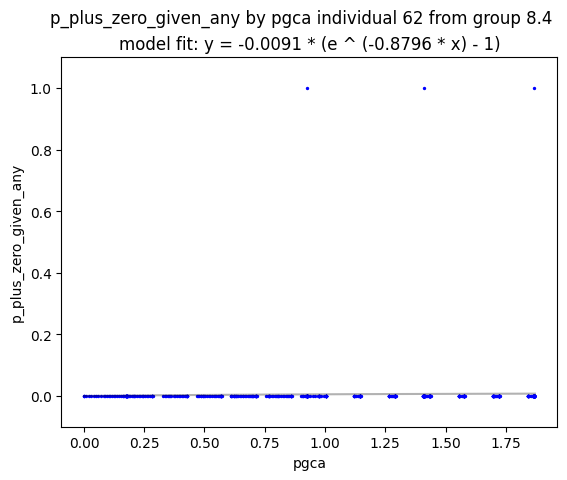 p_plus_zero_given_any by pgca individual 62 from group 8.4
model fit: y = -0.0091 * (e ^ (-0.8796 * x) - 1)
1.0
0.8
0.6
0.4
0.2
0.0
p_plus_zero_given_any
0.00 0.25 0.50 0.75 1.00 1.25 1.50 1.75
pgca